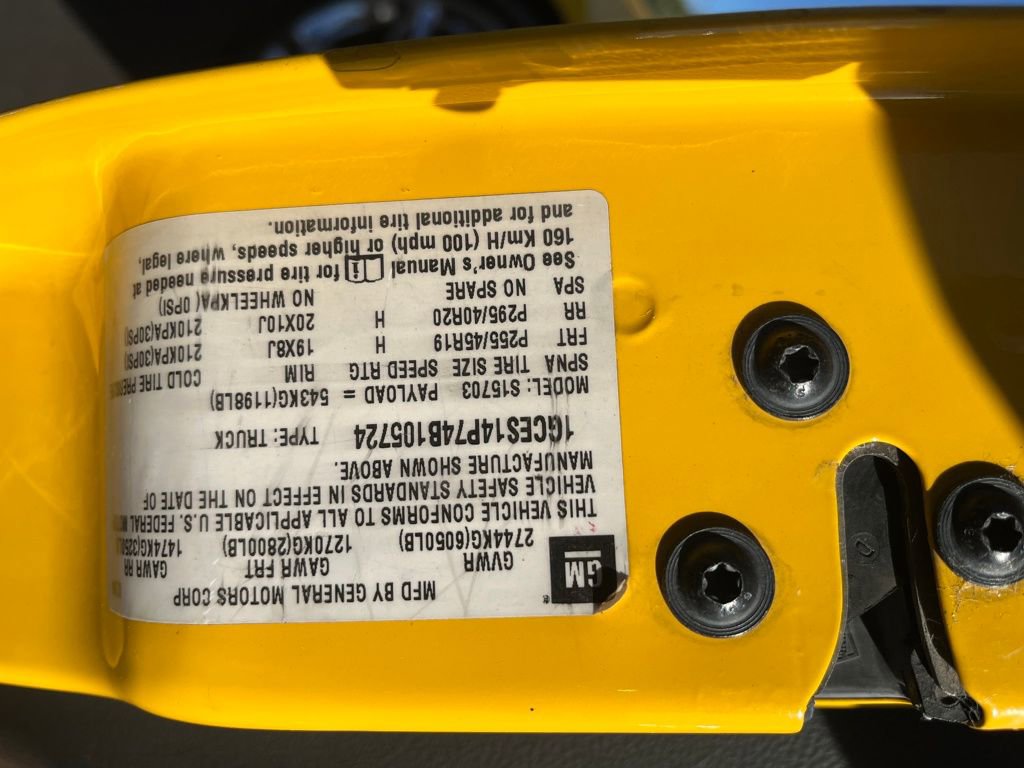 MFD BY GENERAL MOTORS CORP
GM
GVWR GAWR FRT GAWR RR
2744KG(6050LB) 1270KG(2800LB) 1474KG(3250LB
THIS VEHICLE CONFORMS TO ALL APPLICABLE U.S. FEDERAL MOTOR
VEHICLE SAFETY STANDARDS IN EFFECT ON THE DATE OF
MANUFACTURE SHOWN ABOVE.
1GCES14P74B105724 TYPE: TRUCK
MODEL: S15703 PAYLOAD = 543KG(1198LB)
SPNA TIRE SIZE SPEED RTG RIM COLD TIRE PRESSURE
FRT P255/45R19 H 19X8J 210KPA(30PSI)
RR P295/40R20 H 20X10J 210KPA(30PSI)
SPA NO SPARE NO WHEELKPA( 0PSI)
See Owner's Manual for tire pressure needed at
160 Km/H (100 mph) or higher speeds, where legal,
and for additional tire information.